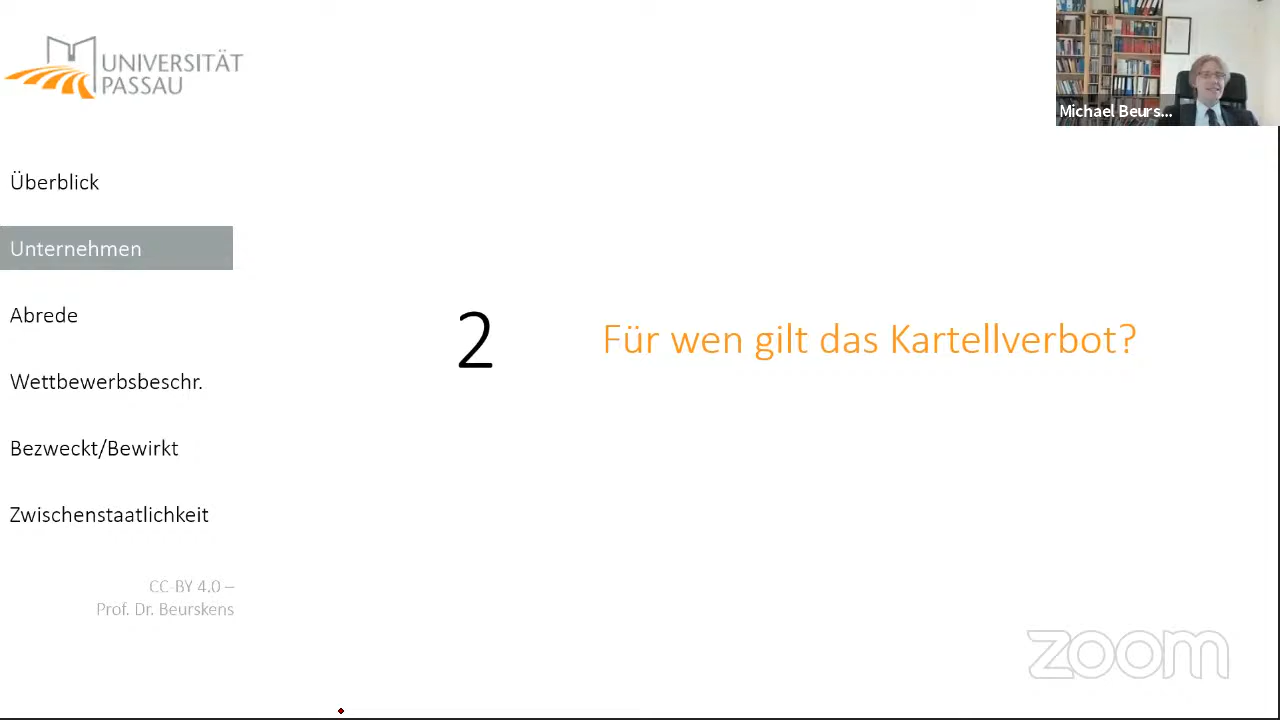 UNIVERSITÄT
PASSAU
Michael Beurs...
Überblick
Unternehmen
Abrede
Wettbewerbsbeschr.
Bezweckt/Bewirkt
Zwischenstaatlichkeit
CC-BY 4.0 –
Prof. Dr. Beurskens
2
Für wen gilt das Kartellverbot?
zoom